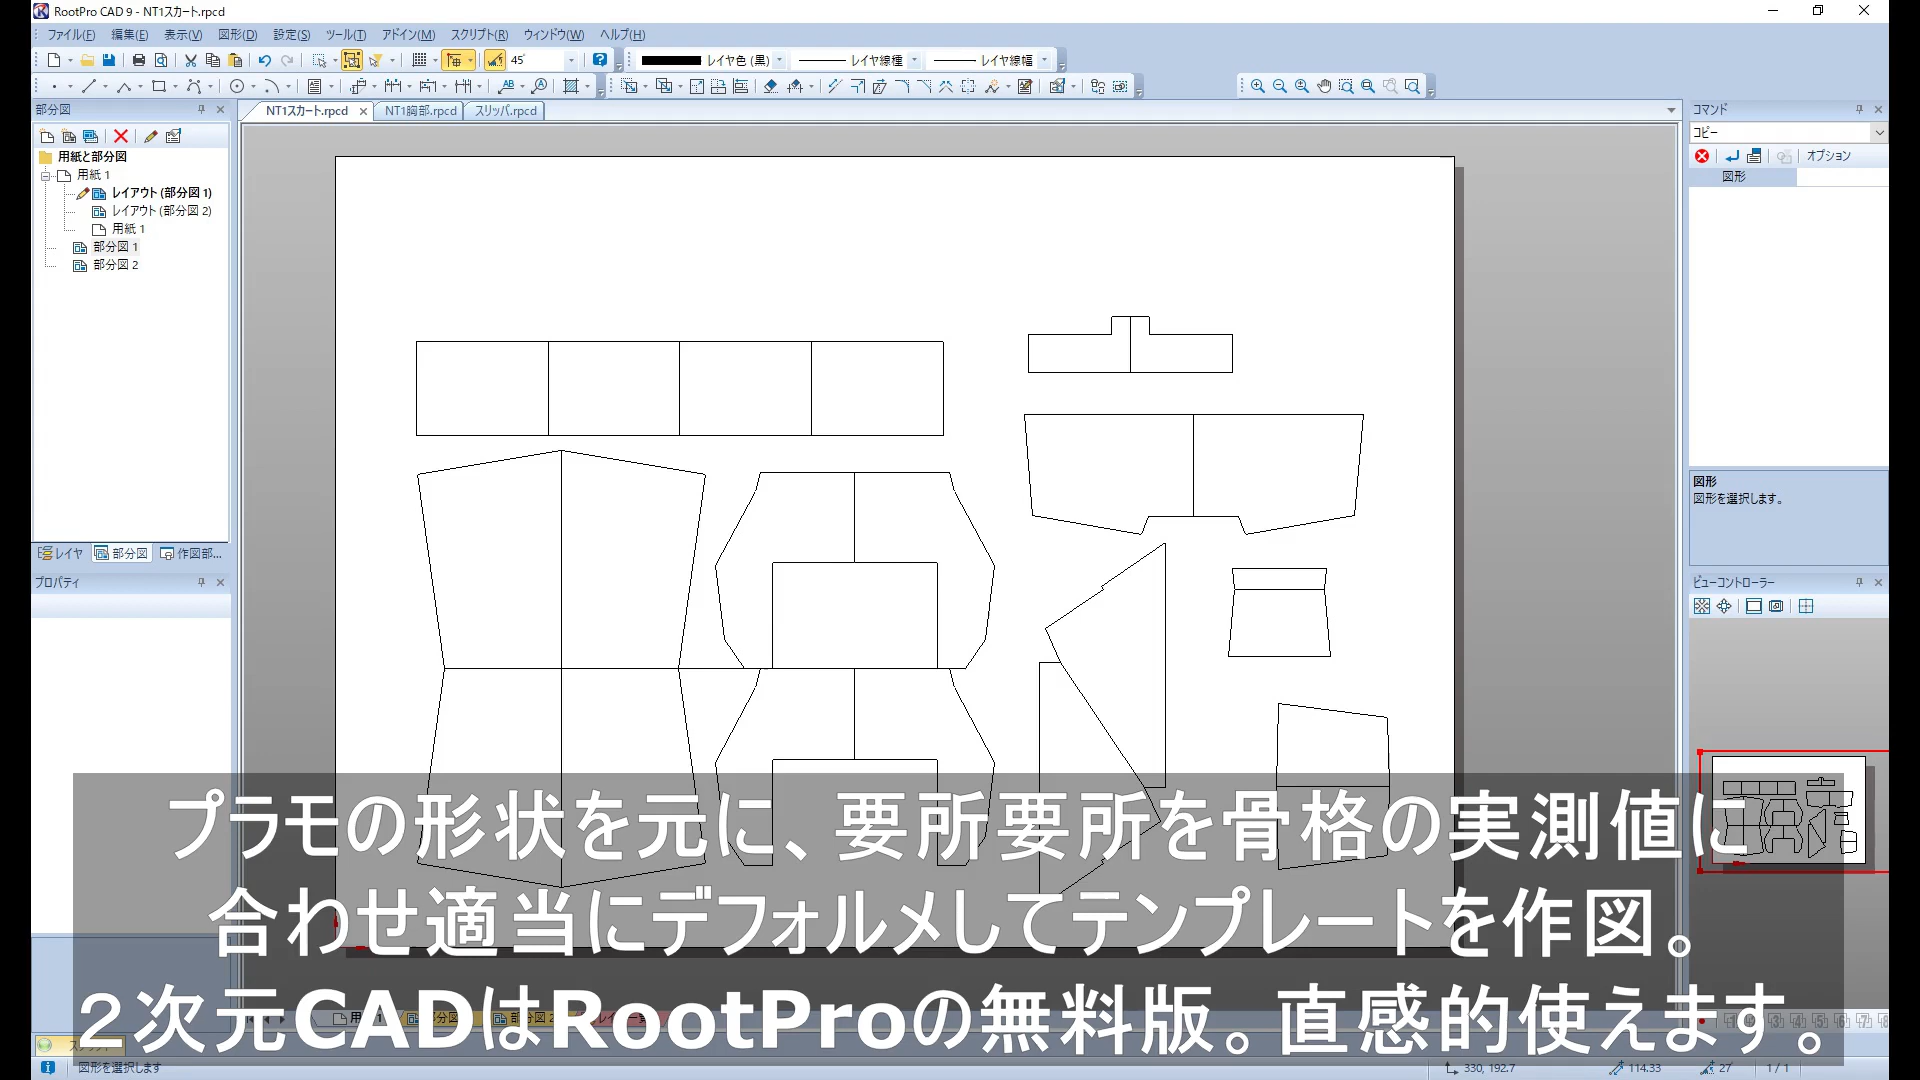 RootPro CAD 9 - NT1スカート.rpcd
ファイル(F) 編集(E) 表示(V) 図形(D) 設定(S) ツール(T) アドイン(M) スクリプト(R) ウィンドウ(W) ヘルプ(H)
45° レイヤ色 (黒) レイヤ線種 レイヤ線幅
部分図
NT1スカート.rpcd NT1胸部.rpcd スリッパ.rpcd
コマンド
コピー
オプション
図形
用紙と部分図
用紙 1
レイアウト (部分図 1)
レイアウト (部分図 2)
用紙 1
部分図 1
部分図 2
図形
図形を選択します。
レイヤ 部分図 作図部...
プロパティ
ビューコントローラー
プラモの形状を元に、要所要所を骨格の実測値に
合わせ適当にデフォルメしてテンプレートを作図。
２次元CADはRootProの無料版。直感的使えます。
図形を選択します
330, 192.7 114.33 27° 1 / 1